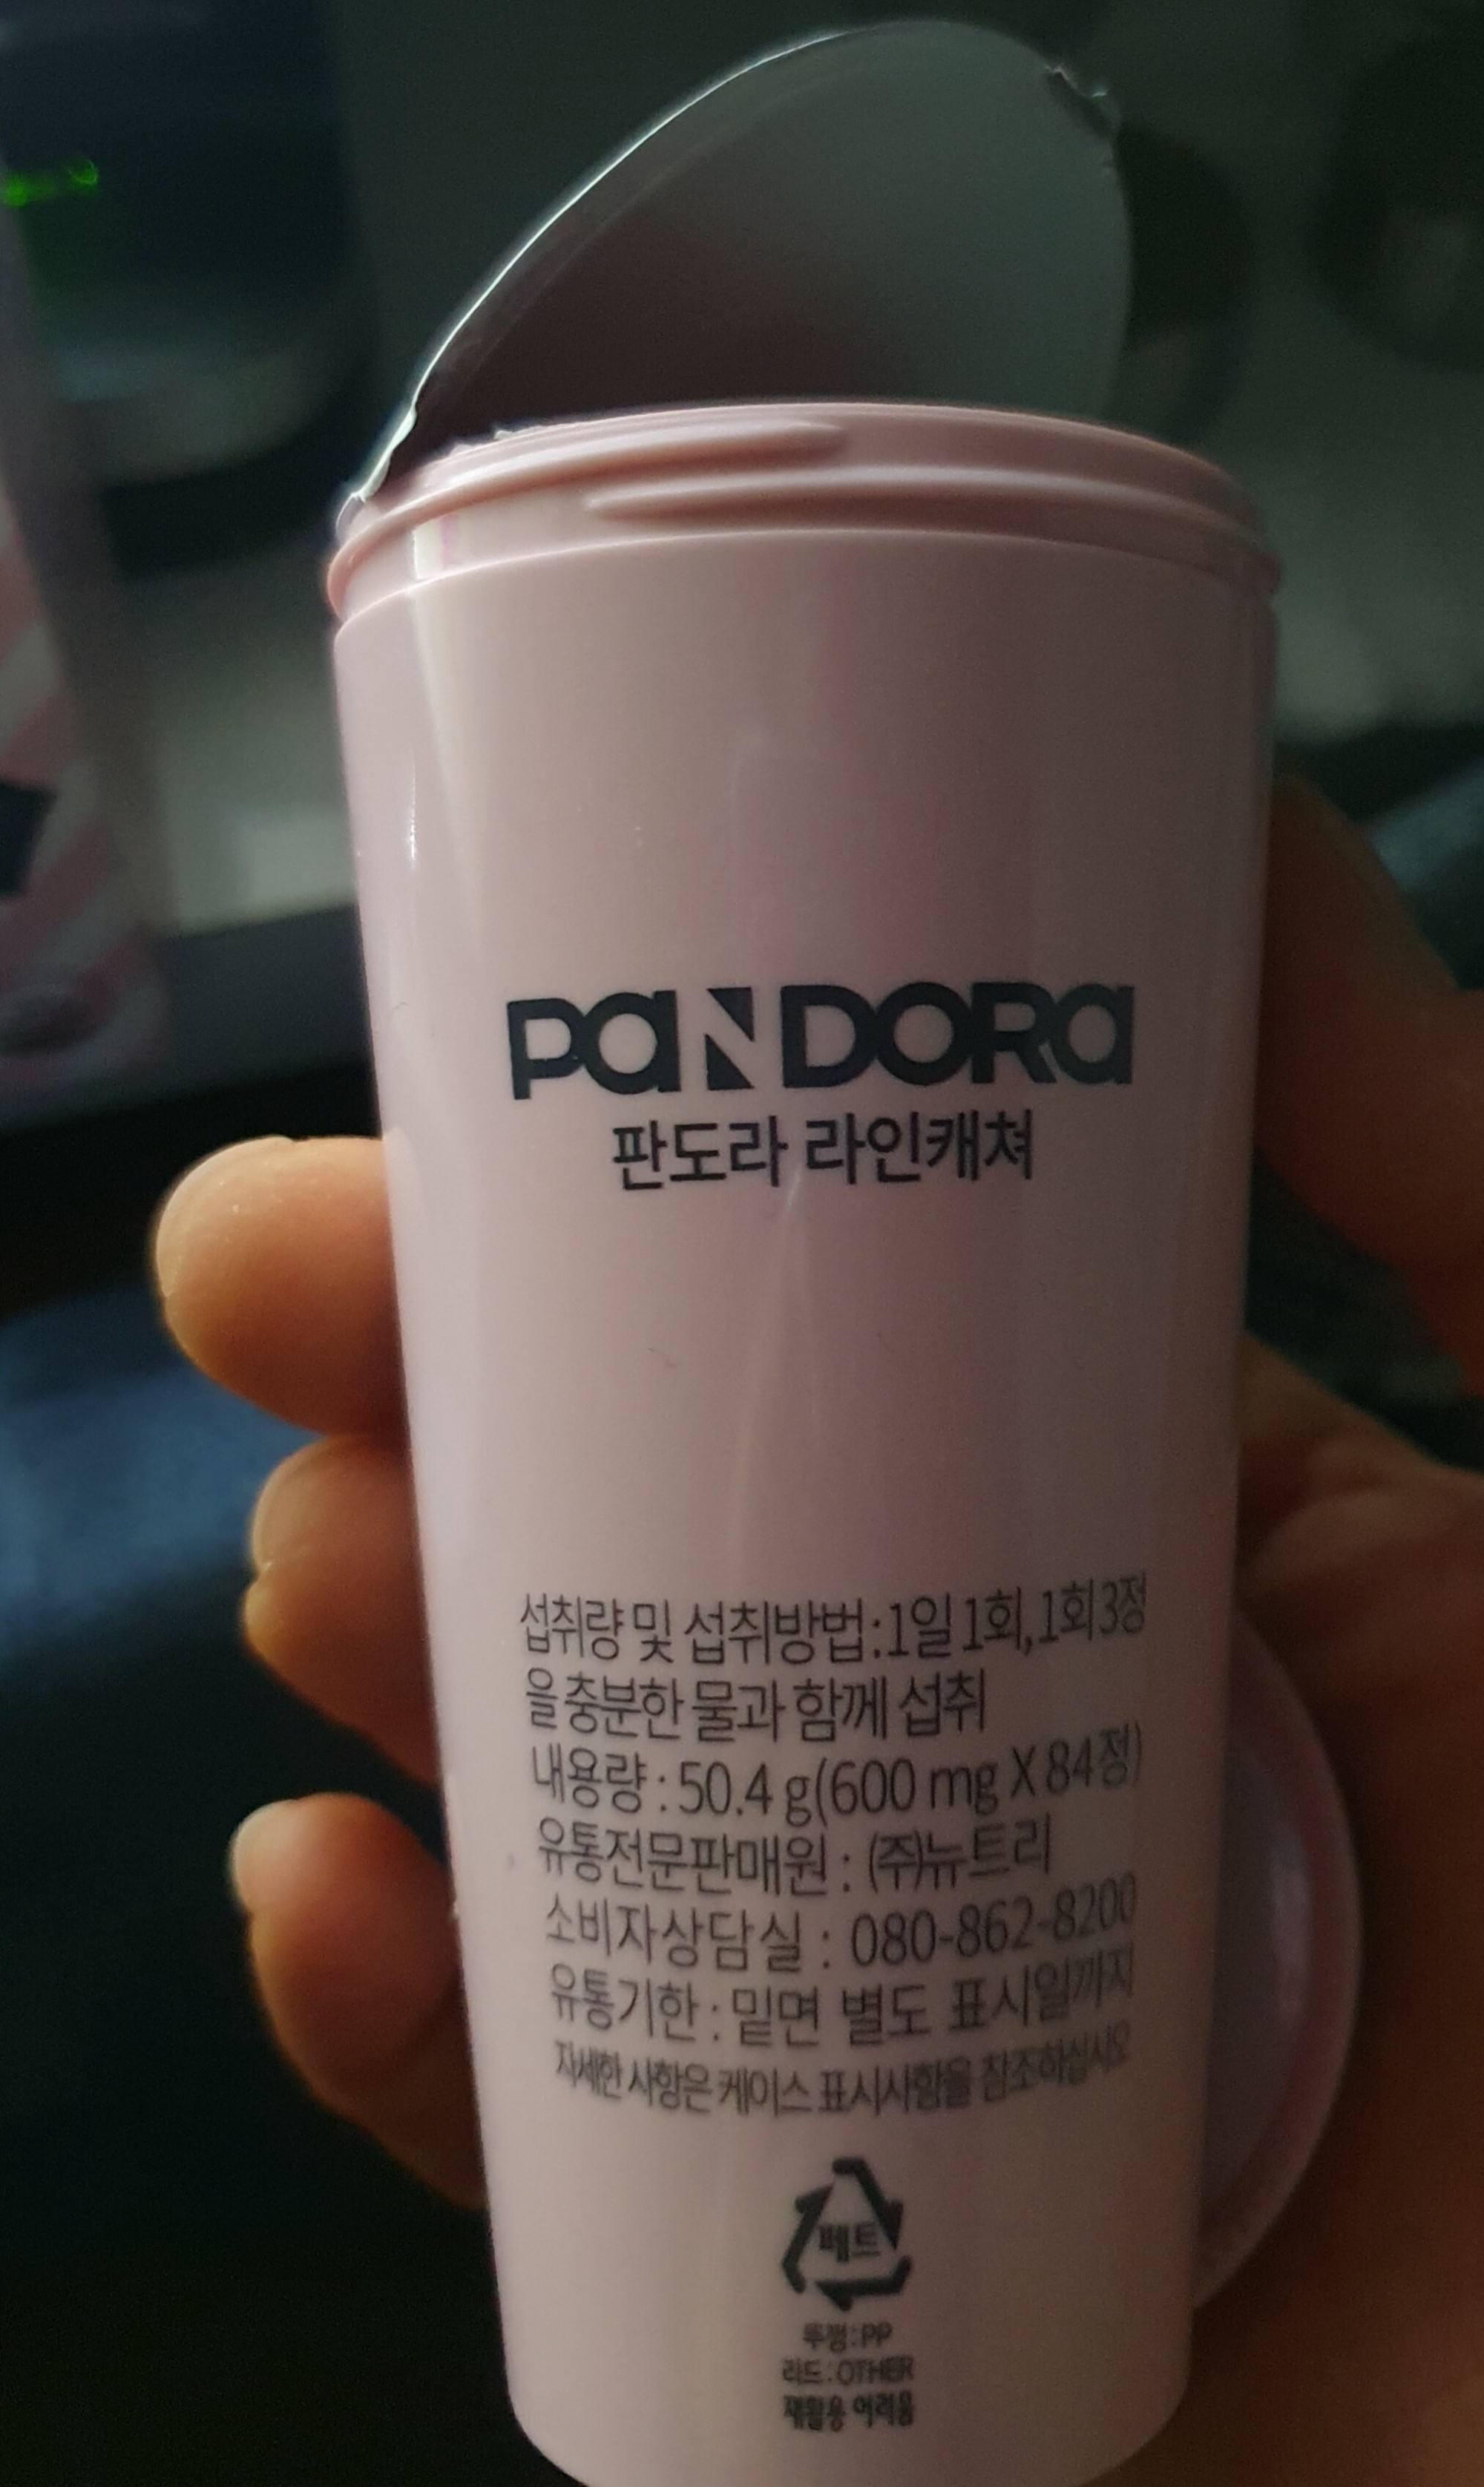 PANDORA
판도라 라인캐쳐
섭취량 및 섭취방법:1일 1회, 1회 3정
을 충분한 물과 함께 섭취
내용량 : 50.4 g(600 mg X 84정)
유통전문판매원 : (주)뉴트리
소비자상담실 : 080-862-8200
유통기한 : 밑면 별도 표시일까지
자세한 사항은 케이스 표시사항을 참조하십시오
페트
뚜껑:PP
리드:OTHER
재활용 어려움